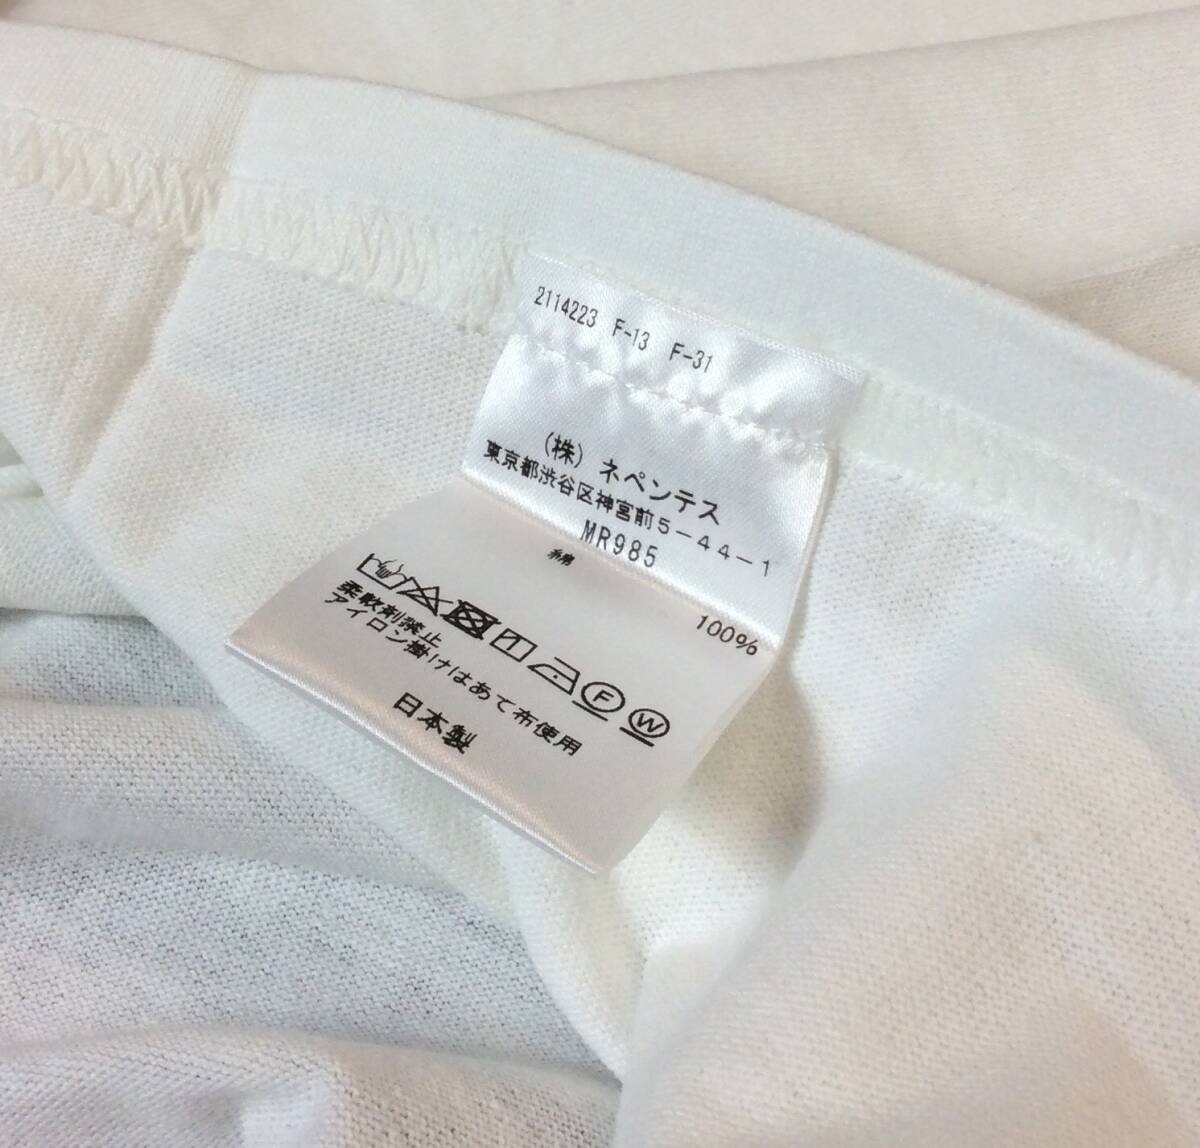 2114223 F-13 F-31
(株) ネペンテス
東京都渋谷区神宮前5-44-1
MR985
綿 100%
F W
柔軟剤禁止
アイロン掛けはあて布使用
日本製